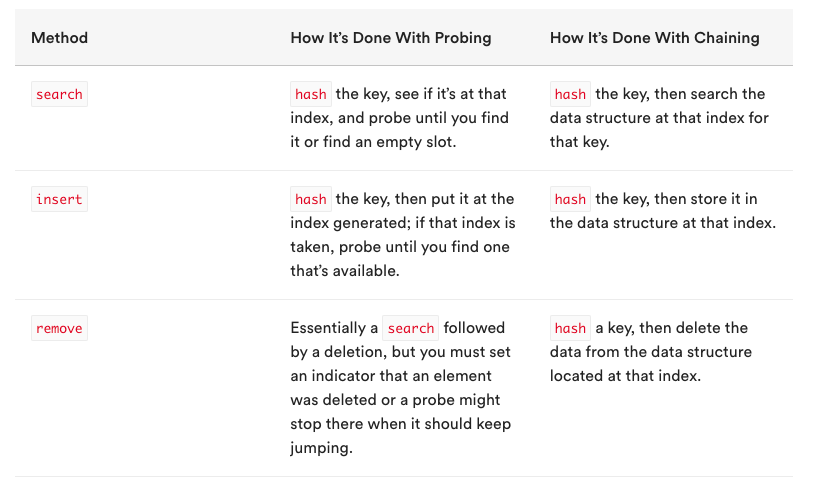 Method How It’s Done With Probing How It’s Done With Chaining
search
hash the key, see if it’s at that
index, and probe until you find
it or find an empty slot.
hash the key, then search the
data structure at that index for
that key.
insert
hash the key, then put it at the
index generated; if that index is
taken, probe until you find one
that’s available.
hash the key, then store it in
the data structure at that index.
remove
Essentially a search followed
by a deletion, but you must set
an indicator that an element
was deleted or a probe might
stop there when it should keep
jumping.
hash a key, then delete the
data from the data structure
located at that index.